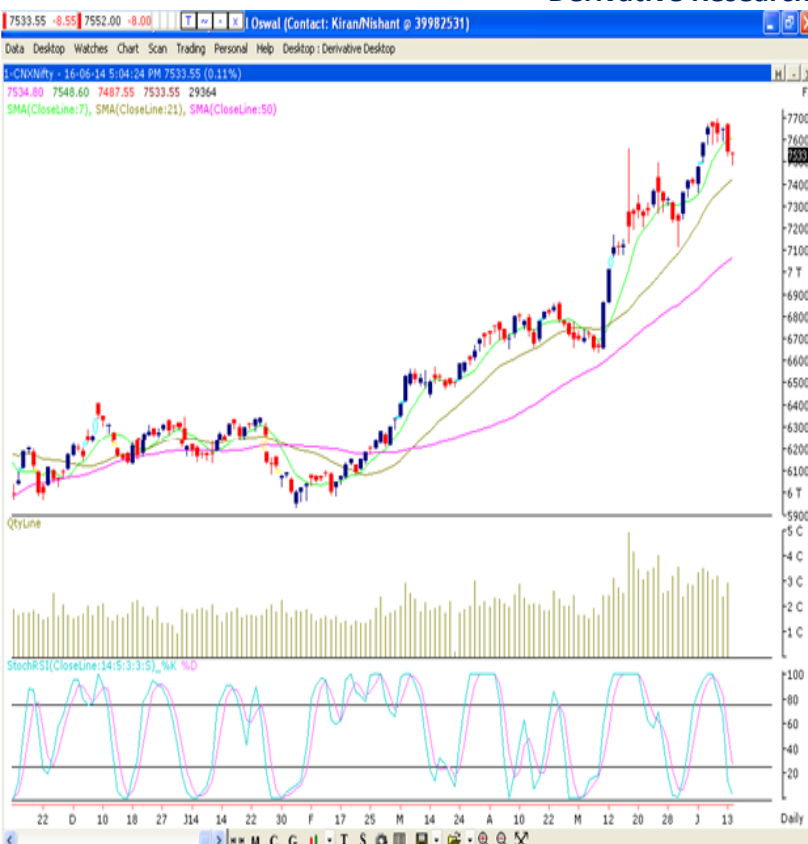 Derivative Research
7533.55 -8.55 7552.00 -8.00 T ~ x l Oswal (Contact: Kiran/Nishant @ 39982531)
Data Desktop Watches Chart Scan Trading Personal Help Desktop : Derivative Desktop
1-CNXNifty - 16-06-14 5:04:24 PM 7533.55 (0.11%) H -
7534.80 7548.60 7487.55 7533.55 29364 F
SMA(CloseLine:7), SMA(CloseLine:21), SMA(CloseLine:50)
7700
7600
7533
7400
7300
7200
7100
7 T
6900
6800
6700
6500
6400
6300
6200
6100
6 T
5900
QtyLine
5 C
4 C
3 C
2 C
1 C
StochRSI(CloseLine:14:5:3:3:S)_%K %D
100
80
60
40
20
22 D 10 18 27 J14 14 22 30 F 17 25 M 14 24 A 10 22 M 12 20 28 J 13 Daily
M C G T S